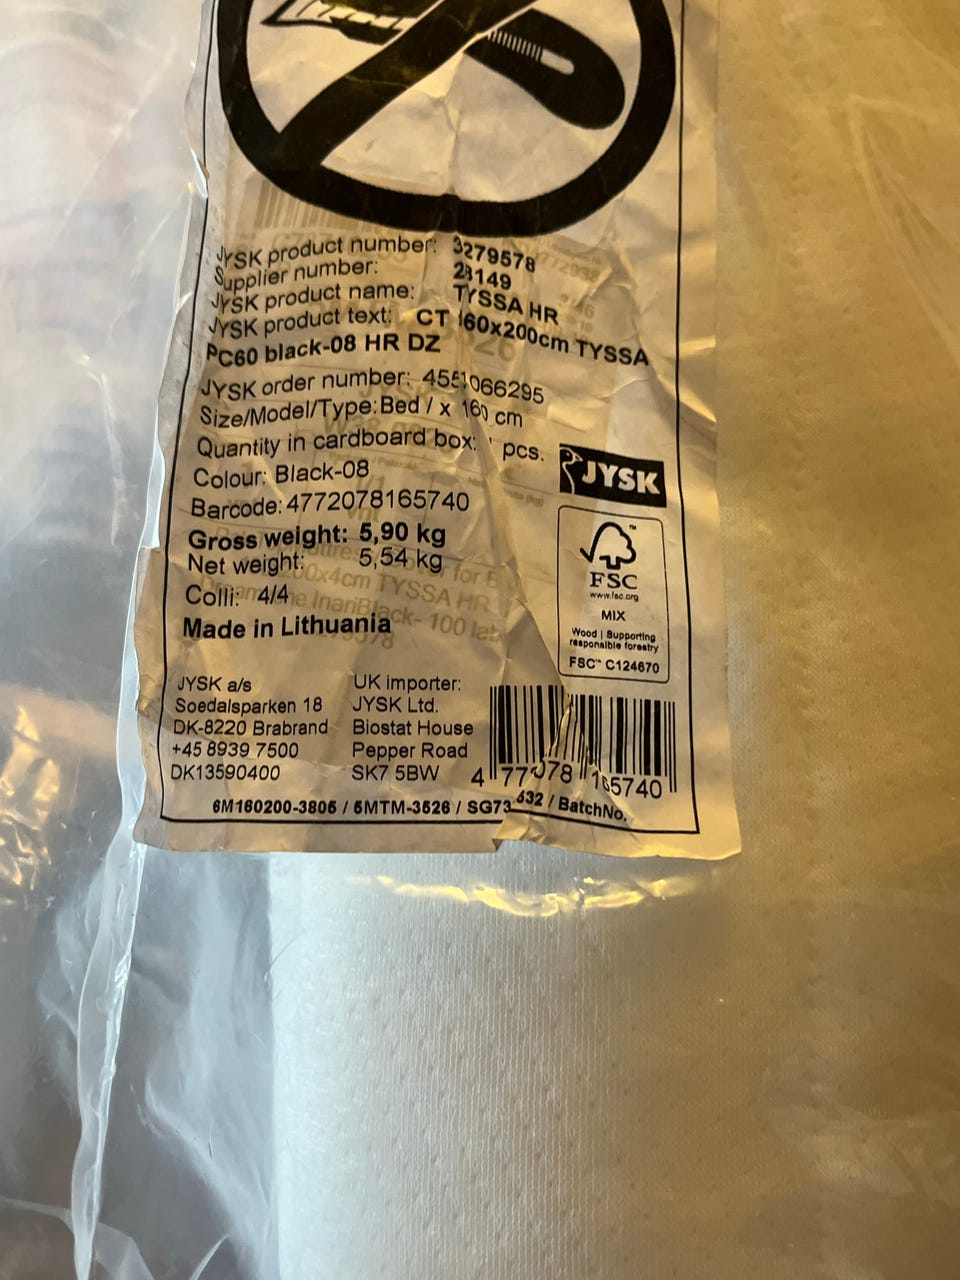 JYSK product number: 3279578
Supplier number: 28149
JYSK product name: TYSSA HR
JYSK product text: CT 160x200cm TYSSA
PC60 black-08 HR DZ
JYSK order number: 4551066295
Size/Model/Type: Bed / x 160 cm
Quantity in cardboard box: pcs.
Colour: Black-08
Barcode: 4772078165740
Gross weight: 5,90 kg
Net weight: 5,54 kg
Colli: 4/4
Made in Lithuania
JYSK
FSC™
www.fsc.org
MIX
Wood | Supporting
responsible forestry
FSC™ C124670
JYSK a/s
Soedalsparken 18
DK-8220 Brabrand
+45 8939 7500
DK13590400
UK importer:
JYSK Ltd.
Biostat House
Pepper Road
SK7 5BW
4 772078 165740
6M160200-3805 / 5MTM-3526 / / BatchNo.